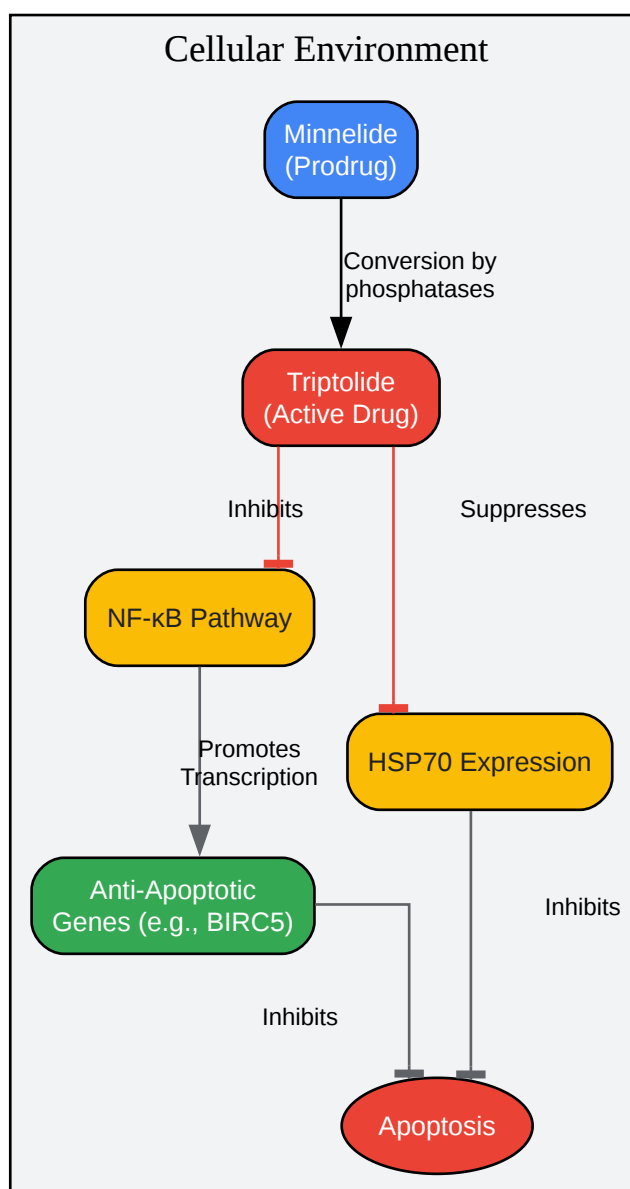 Cellular Environment
Minnelide
(Prodrug)
Conversion by
phosphatases
Triptolide
(Active Drug)
Inhibits
Suppresses
NF-κB Pathway
Promotes
Transcription
HSP70 Expression
Anti-Apoptotic
Genes (e.g., BIRC5)
Inhibits
Inhibits
Apoptosis